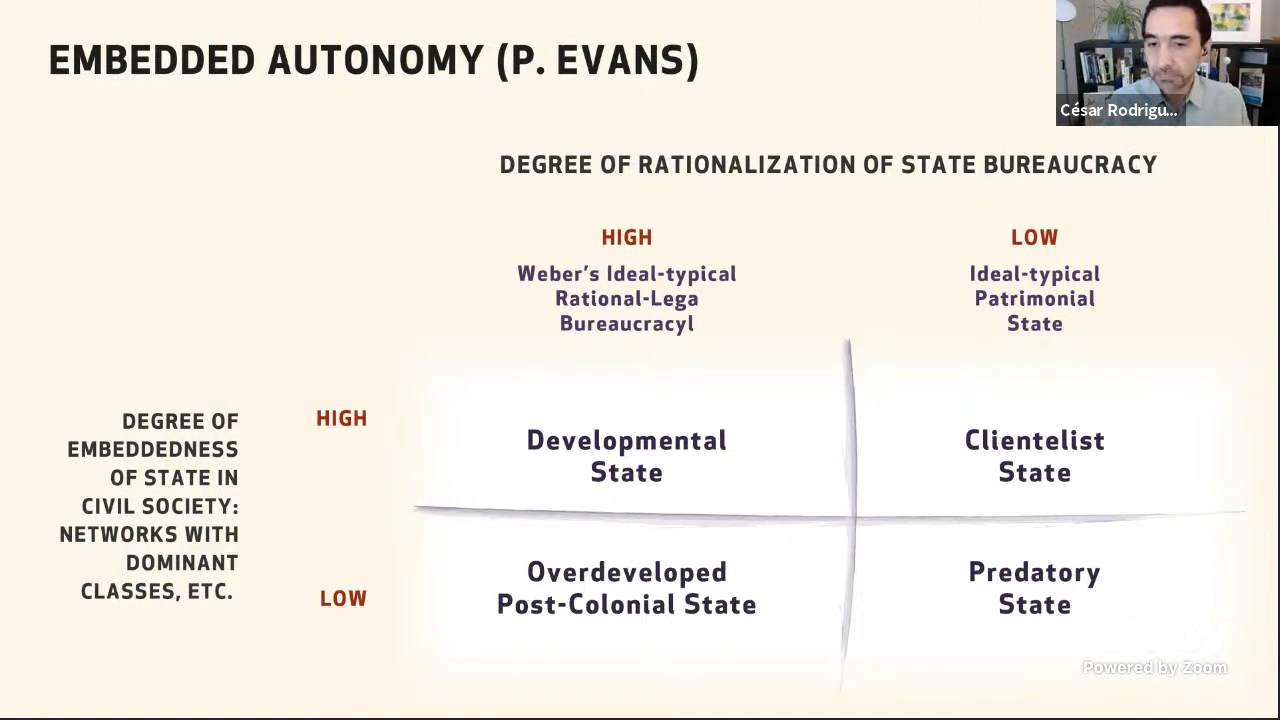 EMBEDDED AUTONOMY (P. EVANS)
César Rodrigu...
DEGREE OF RATIONALIZATION OF STATE BUREAUCRACY
HIGH
Weber's Ideal-typical
Rational-Lega
Bureaucracyl
LOW
Ideal-typical
Patrimonial
State
DEGREE OF
EMBEDDEDNESS
OF STATE IN
CIVIL SOCIETY:
NETWORKS WITH
DOMINANT
CLASSES, ETC.
HIGH
Developmental
State
Clientelist
State
LOW
Overdeveloped
Post-Colonial State
Predatory
State
Powered by Zoom